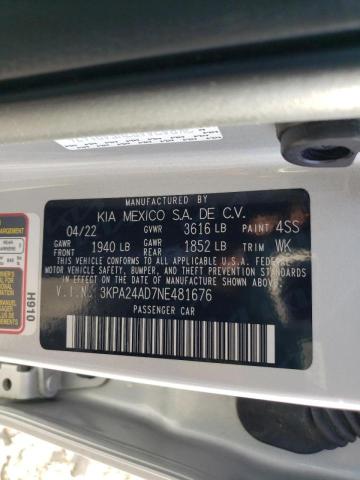 MANUFACTURED BY
KIA MEXICO S.A. DE C.V.
04/22 GVWR 3616 LB PAINT 4SS
GAWR FRONT 1940 LB GAWR REAR 1852 LB TRIM WK
THIS VEHICLE CONFORMS TO ALL APPLICABLE FEDERAL
MOTOR VEHICLE SAFETY, BUMPER, AND THEFT PREVENTION STANDARDS
IN EFFECT ON THE DATE OF MANUFACTURE SHOWN ABOVE.
V.I.N.: 3KPA24AD7NE481676
PASSENGER CAR
H910